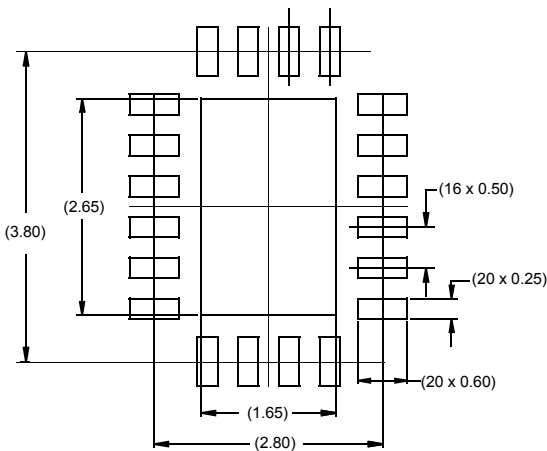 (16 x 0.50)
(2.65)
(3.80)
(20 x 0.25)
(20 x 0.60)
(1.65)
(2.80)